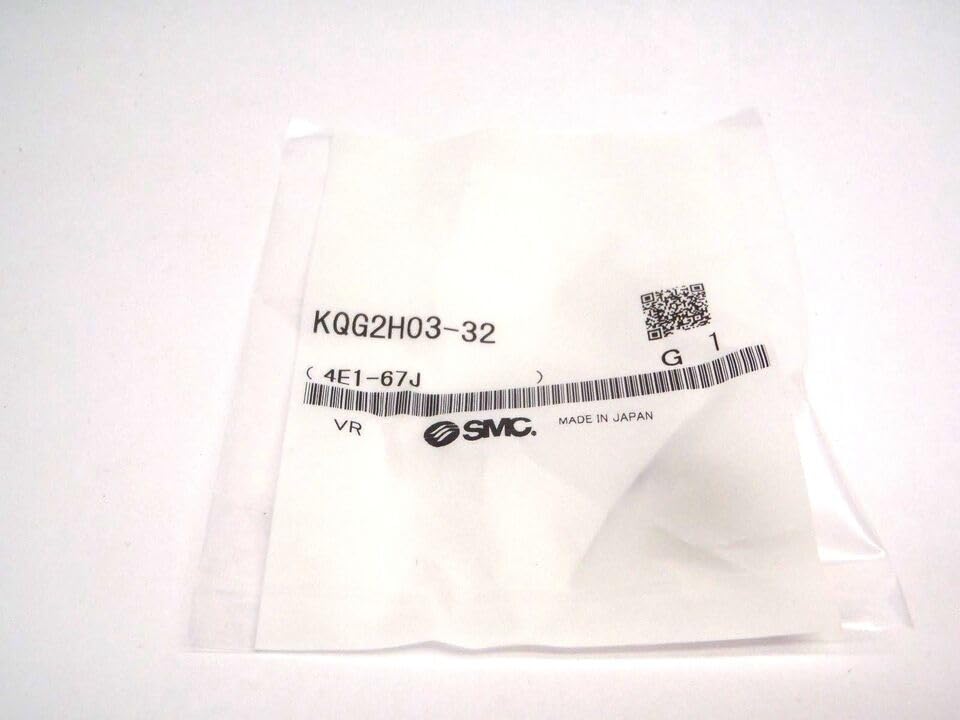 KQG2H03-32
G 1
( 4E1-67J )
VR
SMC. MADE IN JAPAN